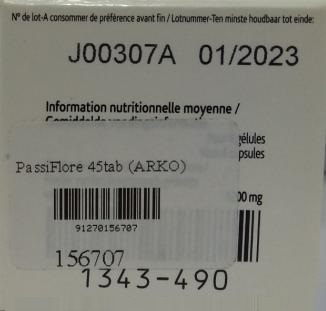 N° de lot-A consommer de préférence avant fin / Lotnummer-Ten minste houdbaar tot einde:
J00307A 01/2023
Information nutritionnelle moyenne /
gélules
PassiFlore 45tab (ARKO)
00 mg
91270156707
156707
1343-490